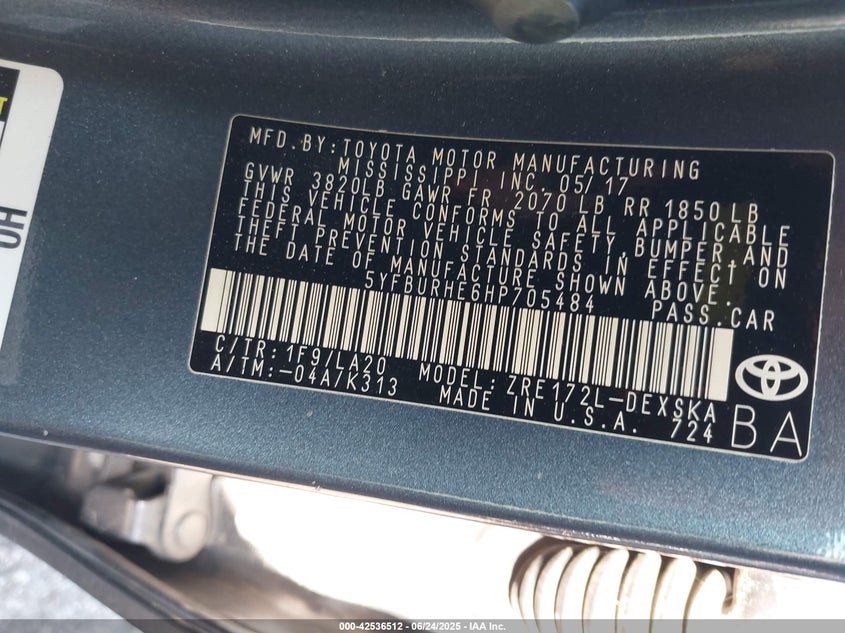 MFD.BY:TOYOTA MOTOR MANUFACTURING
MISSISSIPPI INC. 05/17
GVWR 3820LB GAWR FR 2070 LB RR 1850LB
THIS VEHICLE CONFORMS TO ALL APPLICABLE
FEDERAL MOTOR VEHICLE SAFETY,BUMPER,AND
THEFT PREVENTION STANDARDS IN EFFECT ON
THE DATE OF MANUFACTURE SHOWN ABOVE.
5YFBURHE6HP705484 PASS.CAR
C/TR:1F9/LA20
A/TM:-04A/K313
MODEL:ZRE172L-DEXSKA
MADE IN U.S.A. 724
BA
000-42536512 - 06/24/2025 - IAA Inc.